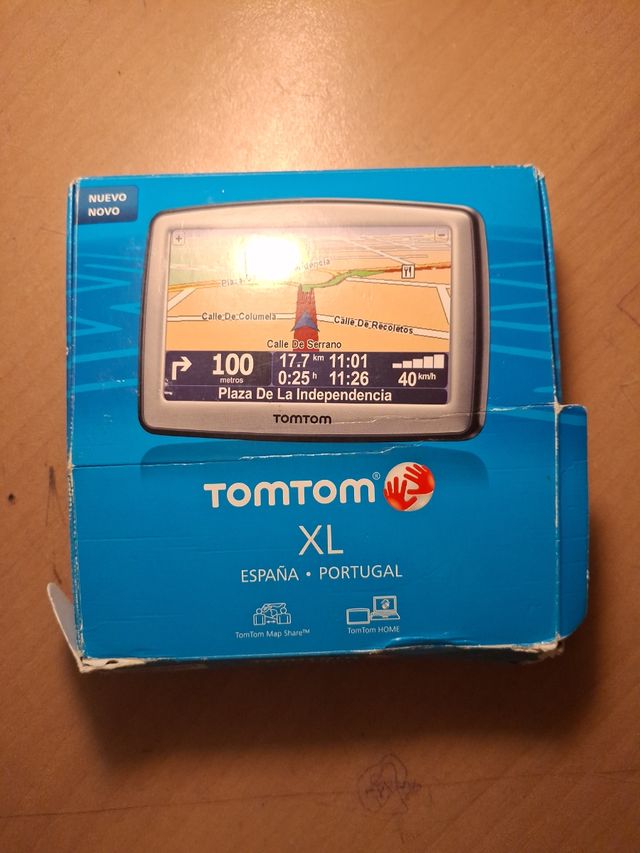 NUEVO
NOVO
+
-
Plaza
Calle De Columela
Calle De Recoletos
Calle De Serrano
100
metros
17.7 km 11:01
0:25 h 11:26
40 km/h
Plaza De La Independencia
TOMTOM
TOMTOM®
XL
ESPAÑA • PORTUGAL
TomTom Map Share™
TomTom HOME